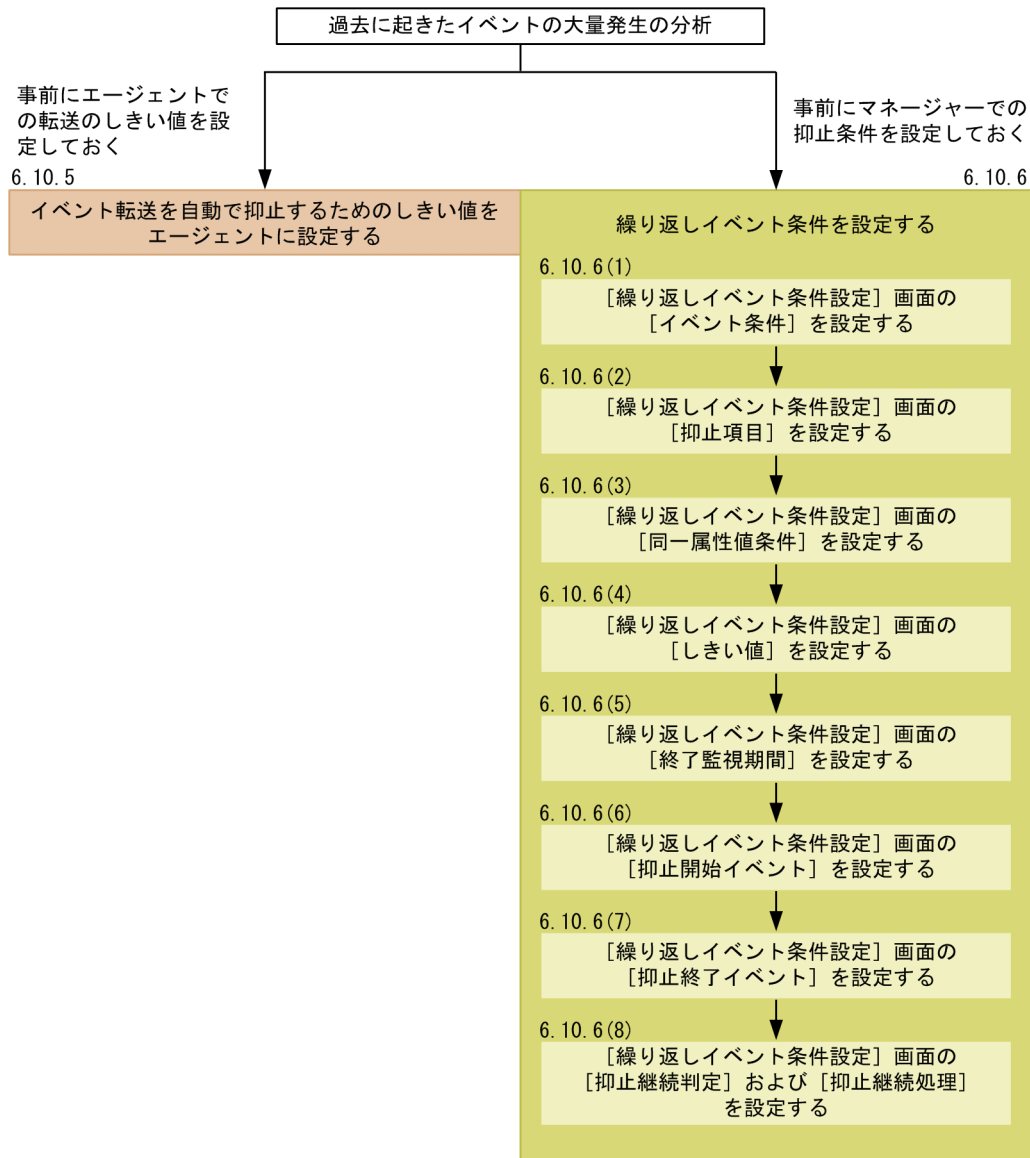 過去に起きたイベントの大量発生の分析
事前にエージェントで
の転送のしきい値を設
定しておく
事前にマネージャーでの
抑止条件を設定しておく
6.10.5
6.10.6
イベント転送を自動で抑止するためのしきい値を
エージェントに設定する
繰り返しイベント条件を設定する
6.10.6(1)
［繰り返しイベント条件設定］画面の
［イベント条件］を設定する
6.10.6(2)
［繰り返しイベント条件設定］画面の
［抑止項目］を設定する
6.10.6(3)
［繰り返しイベント条件設定］画面の
［同一属性値条件］を設定する
6.10.6(4)
［繰り返しイベント条件設定］画面の
［しきい値］を設定する
6.10.6(5)
［繰り返しイベント条件設定］画面の
［終了監視期間］を設定する
6.10.6(6)
［繰り返しイベント条件設定］画面の
［抑止開始イベント］を設定する
6.10.6(7)
［繰り返しイベント条件設定］画面の
［抑止終了イベント］を設定する
6.10.6(8)
［繰り返しイベント条件設定］画面の
［抑止継続判定］および［抑止継続処理］
を設定する